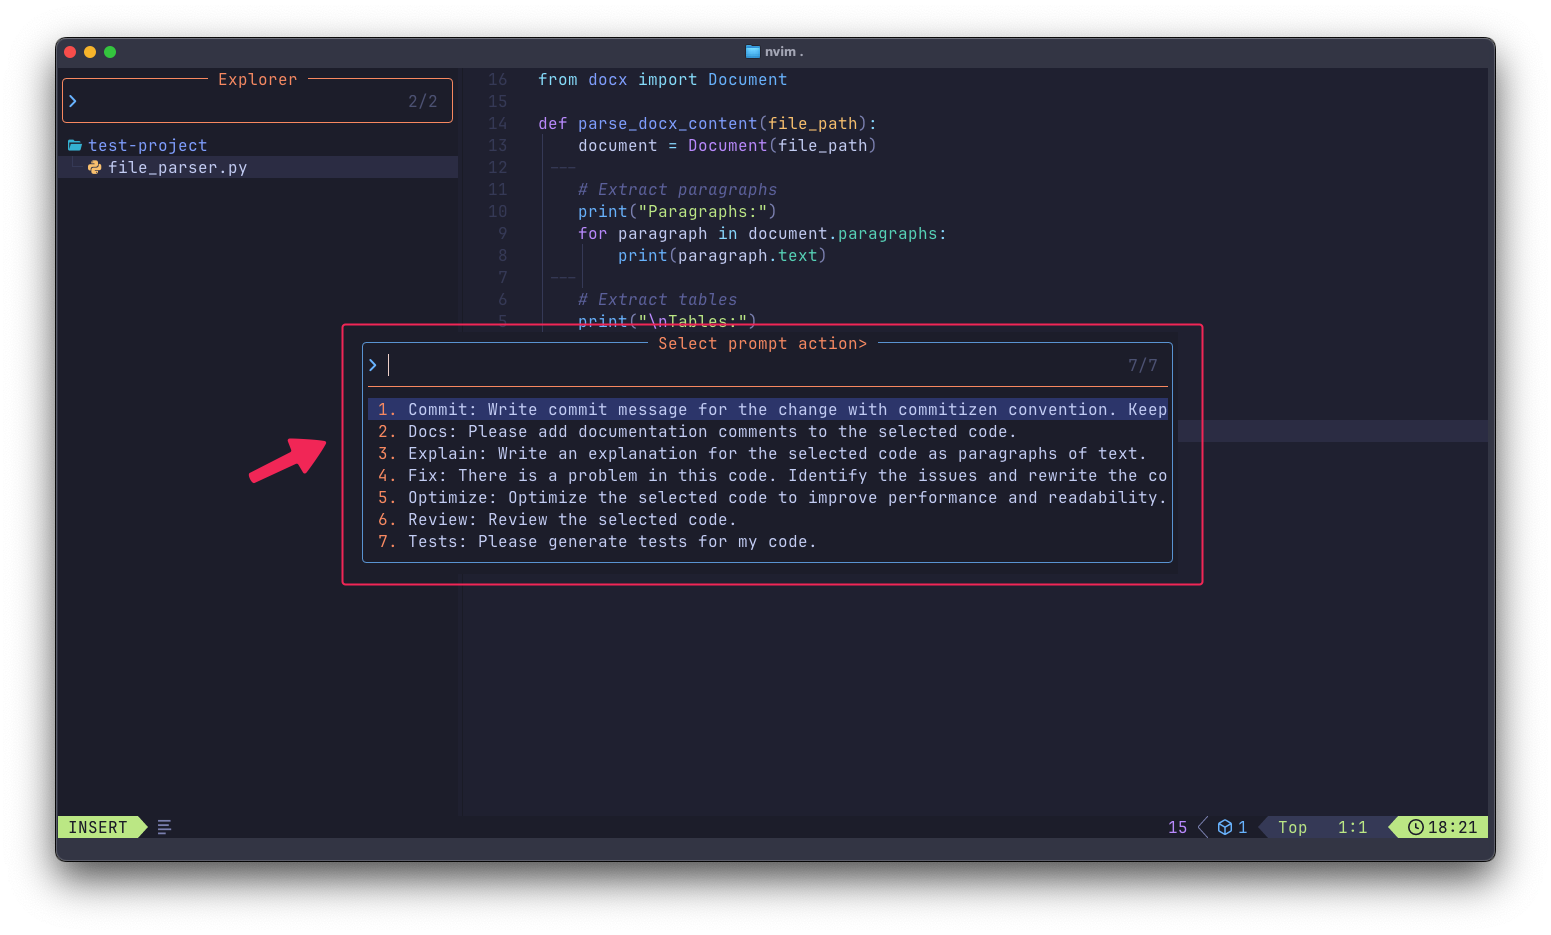 nvim .
Explorer
2/2
test-project
file_parser.py
16 from docx import Document
15
14 def parse_docx_content(file_path):
13 document = Document(file_path)
12 ---
11 # Extract paragraphs
10 print("Paragraphs:")
9 for paragraph in document.paragraphs:
8 print(paragraph.text)
7 ---
6 # Extract tables
5 print("\nTables:")
Select prompt action>
7/7
1. Commit: Write commit message for the change with commitizen convention. Keep
2. Docs: Please add documentation comments to the selected code.
3. Explain: Write an explanation for the selected code as paragraphs of text.
4. Fix: There is a problem in this code. Identify the issues and rewrite the co
5. Optimize: Optimize the selected code to improve performance and readability.
6. Review: Review the selected code.
7. Tests: Please generate tests for my code.
INSERT 15 1 Top 1:1 18:21